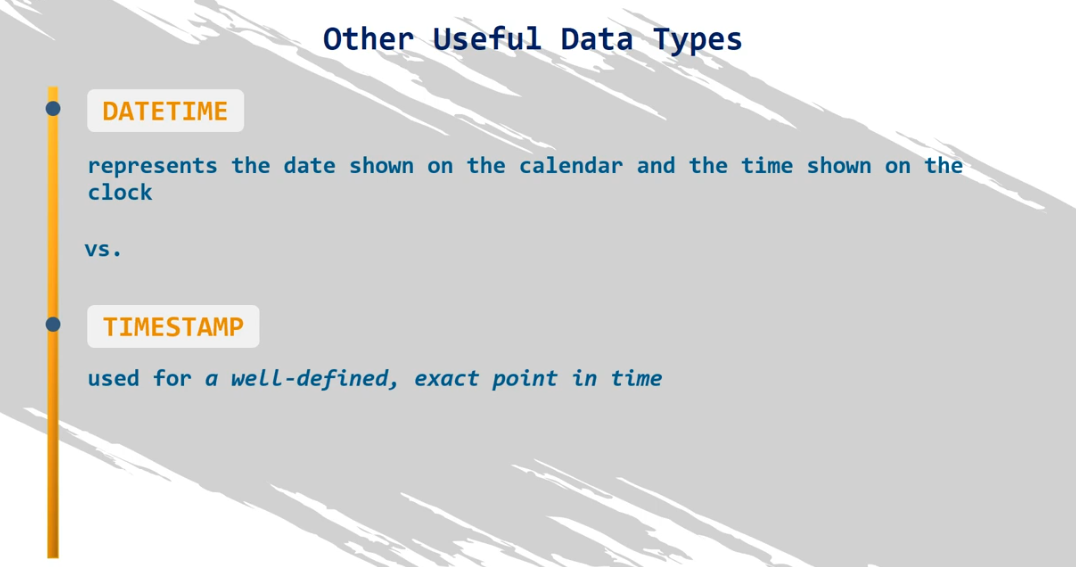 Other Useful Data Types
DATETIME
represents the date shown on the calendar and the time shown on the
clock
vs.
TIMESTAMP
used for a well-defined, exact point in time